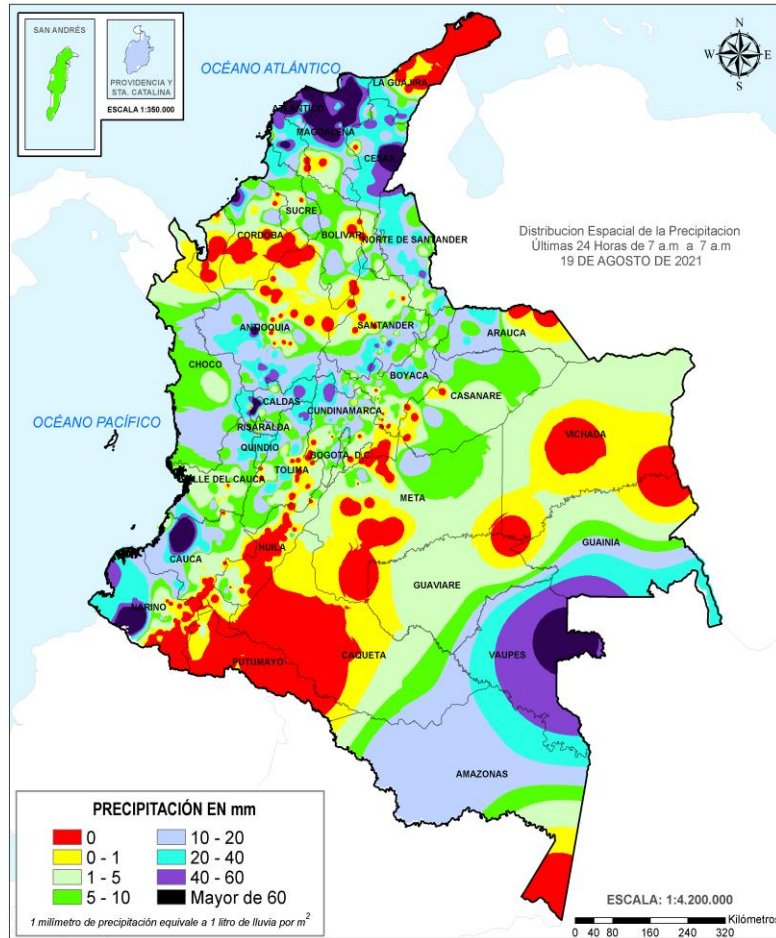 SAN ANDRÉS
PROVIDENCIA Y
STA. CATALINA
ESCALA 1:350.000
OCÉANO ATLÁNTICO
N
W
E
S
LA GUAJIRA
ATLANTICO
MAGDALENA
CESAR
SUCRE
CORDOBA
BOLIVAR
NORTE DE SANTANDER
Distribucion Espacial de la Precipitacion
Últimas 24 Horas de 7 a.m a 7 a.m
19 DE AGOSTO DE 2021
ANTIOQUIA
SANTANDER
ARAUCA
CHOCO
BOYACA
CASANARE
CALDAS
CUNDINAMARCA
OCÉANO PACÍFICO
RISARALDA
VICHADA
QUINDIO
BOGOTA, D.C.
TOLIMA
VALLE DEL CAUCA
META
HUILA
GUAINIA
CAUCA
GUAVIARE
NARIÑO
VAUPES
CAQUETA
PUTUMAYO
AMAZONAS
PRECIPITACIÓN EN mm
0
10 - 20
0 - 1
20 - 40
1 - 5
40 - 60
5 - 10
Mayor de 60
1 milímetro de precipitación equivale a 1 litro de lluvia por m²
ESCALA: 1:4.200.000
Kilómetros
0 40 80 160 240 320